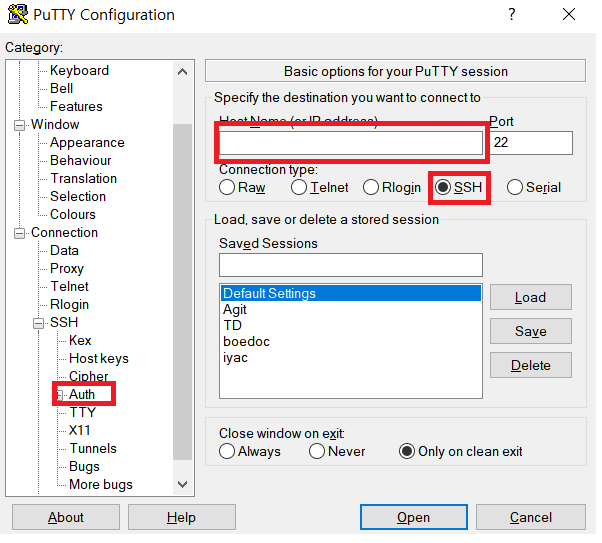 PuTTY Configuration
?
Category:
Keyboard
Bell
Features
Window
Appearance
Behaviour
Translation
Selection
Colours
Connection
Data
Proxy
Telnet
Rlogin
SSH
Kex
Host keys
Cipher
Auth
TTY
X11
Tunnels
Bugs
More bugs
Basic options for your PuTTY session
Specify the destination you want to connect to
Host Name (or IP address) Port
22
Connection type:
Raw Telnet Rlogin SSH Serial
Load, save or delete a stored session
Saved Sessions
Default Settings
Agit
TD
boedoc
iyac
Load
Save
Delete
Close window on exit:
Always Never Only on clean exit
About Help Open Cancel